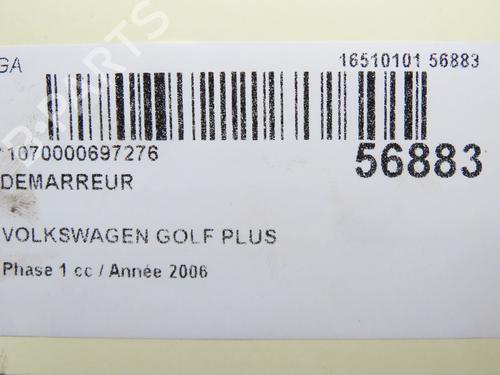 GA 16510101 56883
1070000697276
56883
DEMARREUR
VOLKSWAGEN GOLF PLUS
Phase 1 cc / Année 2006